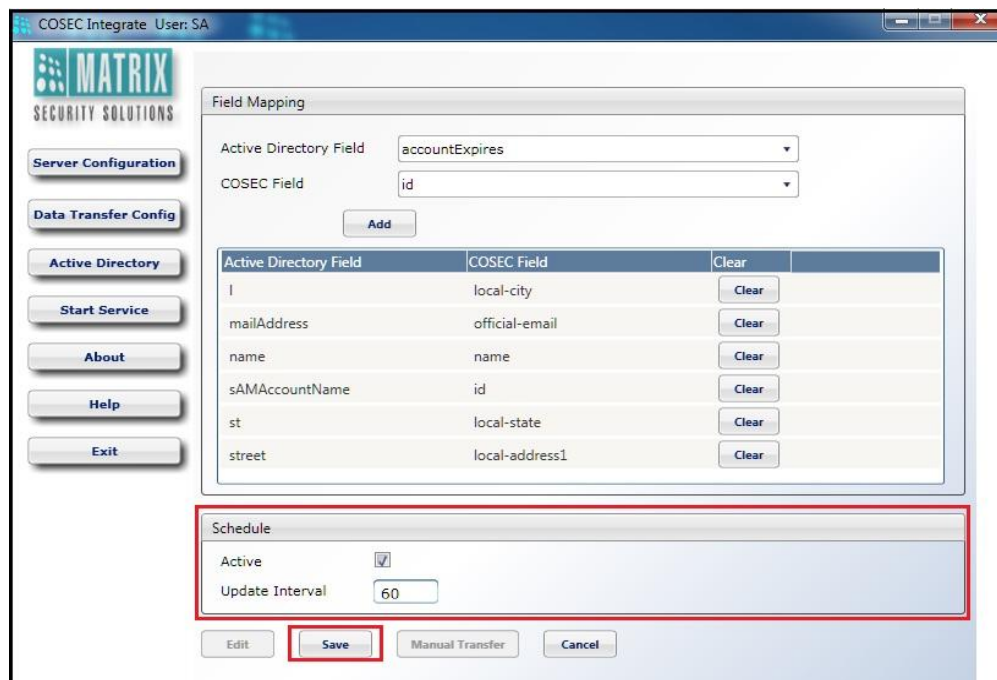 COSEC Integrate User: SA
MATRIX
SECURITY SOLUTIONS
Server Configuration
Data Transfer Config
Active Directory
Start Service
About
Help
Exit
Field Mapping
Active Directory Field accountExpires
COSEC Field id
Add
Active Directory Field COSEC Field Clear
l local-city Clear
mailAddress official-email Clear
name name Clear
sAMAccountName id Clear
st local-state Clear
street local-address1 Clear
Schedule
Active
Update Interval 60
Edit Save Manual Transfer Cancel